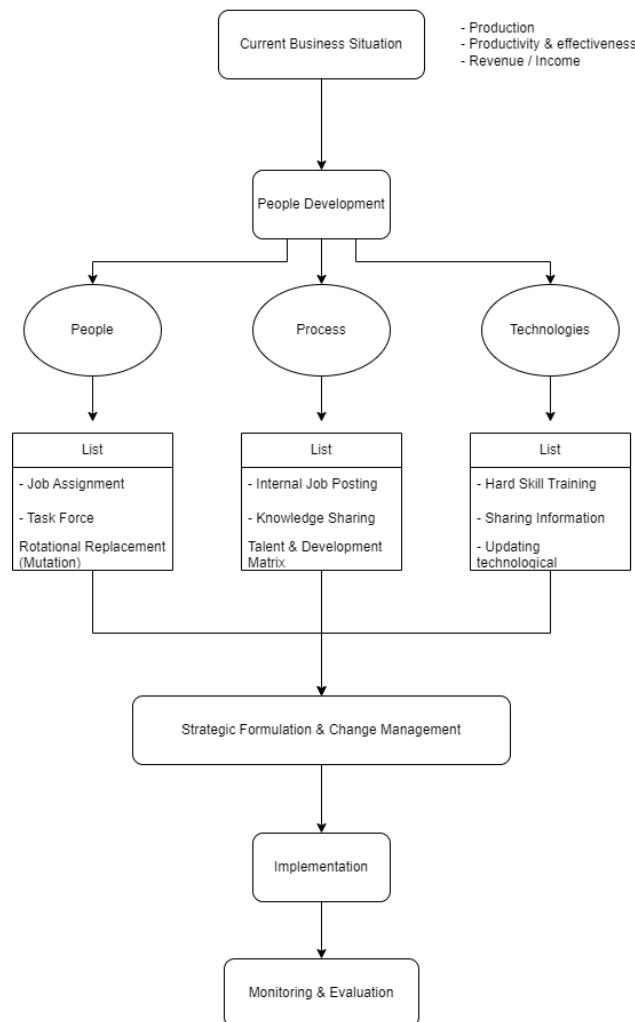 Current Business Situation
- Production
- Productivity & effectiveness
- Revenue / Income
People Development
People
Process
Technologies
List
- Job Assignment
- Task Force
Rotational Replacement
(Mutation)
List
- Internal Job Posting
- Knowledge Sharing
Talent & Development
Matrix
List
- Hard Skill Training
- Sharing Information
- Updating
technological
Strategic Formulation & Change Management
Implementation
Monitoring & Evaluation